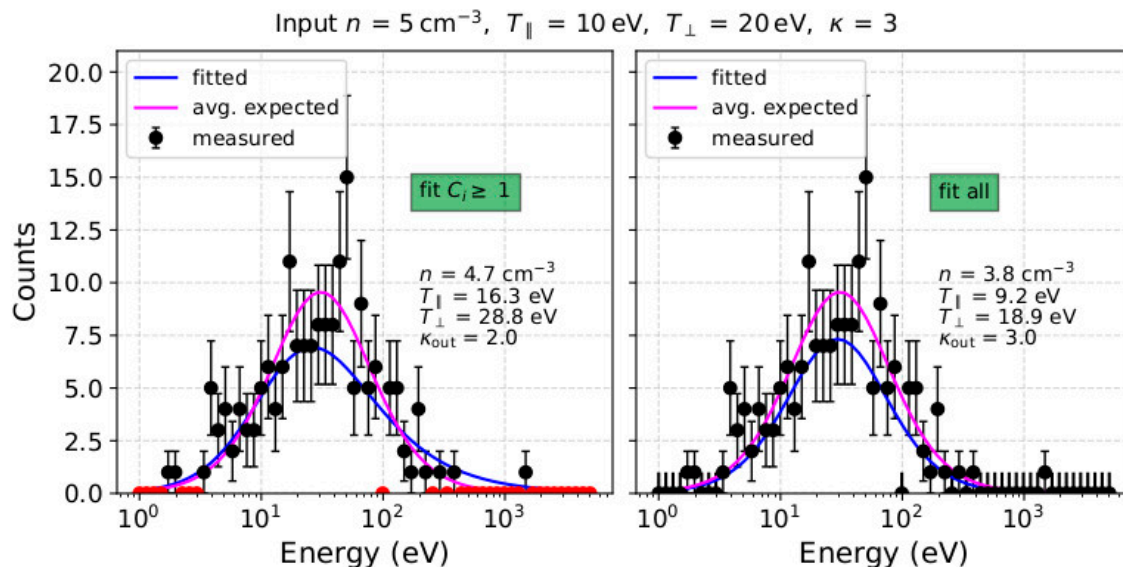 Input n = 5 cm⁻³, T∥ = 10 eV, T⊥ = 20 eV, κ = 3
Counts
20.0
17.5
15.0
12.5
10.0
7.5
5.0
2.5
0.0
fitted
avg. expected
measured
fit Cᵢ ≥ 1
n = 4.7 cm⁻³
T∥ = 16.3 eV
T⊥ = 28.8 eV
κout = 2.0
10⁰ 10¹ 10² 10³
Energy (eV)
fitted
avg. expected
measured
fit all
n = 3.8 cm⁻³
T∥ = 9.2 eV
T⊥ = 18.9 eV
κout = 3.0
10⁰ 10¹ 10² 10³
Energy (eV)